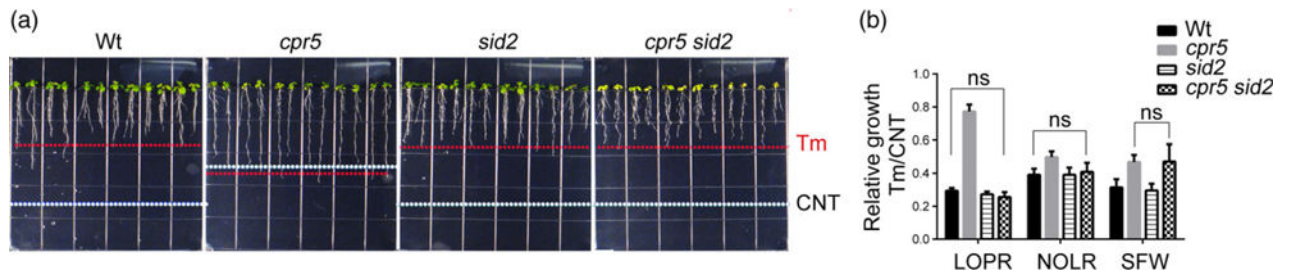 (a)
Wt cpr5 sid2 cpr5 sid2
Tm
CNT
(b)
Wt
cpr5
sid2
cpr5 sid2
Relative growth
Tm/CNT
1.0
0.8
0.6
0.4
0.2
0.0
ns
ns
ns
LOPR NOLR SFW